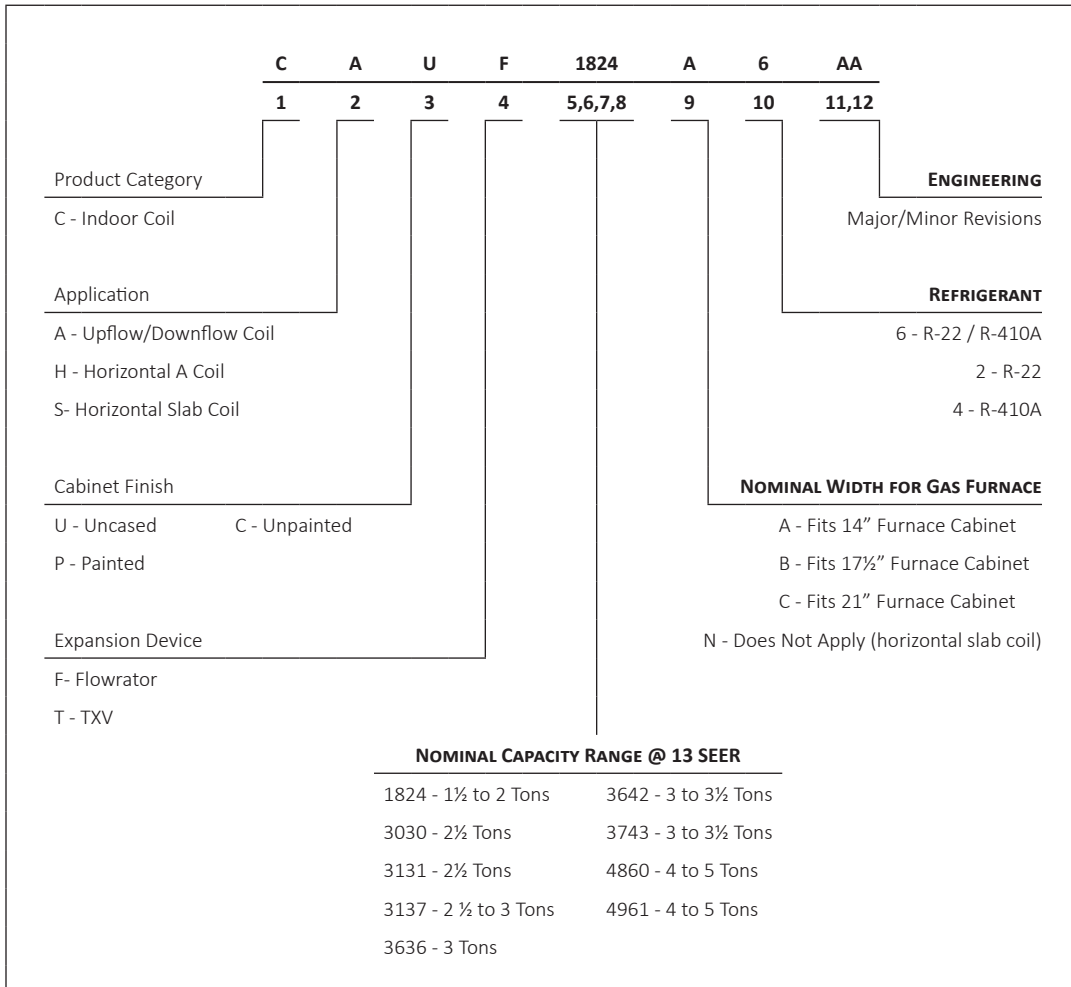 C A U F 1824 A 6 AA
1 2 3 4 5,6,7,8 9 10 11,12
Product Category
C - Indoor Coil
Application
A - Upflow/Downflow Coil
H - Horizontal A Coil
S- Horizontal Slab Coil
Cabinet Finish
U - Uncased C - Unpainted
P - Painted
Expansion Device
F- Flowrator
T - TXV
ENGINEERING
Major/Minor Revisions
REFRIGERANT
6 - R-22 / R-410A
2 - R-22
4 - R-410A
NOMINAL WIDTH FOR GAS FURNACE
A - Fits 14” Furnace Cabinet
B - Fits 17½” Furnace Cabinet
C - Fits 21” Furnace Cabinet
N - Does Not Apply (horizontal slab coil)
NOMINAL CAPACITY RANGE @ 13 SEER
1824 - 1½ to 2 Tons 3642 - 3 to 3½ Tons
3030 - 2½ Tons 3743 - 3 to 3½ Tons
3131 - 2½ Tons 4860 - 4 to 5 Tons
3137 - 2 ½ to 3 Tons 4961 - 4 to 5 Tons
3636 - 3 Tons